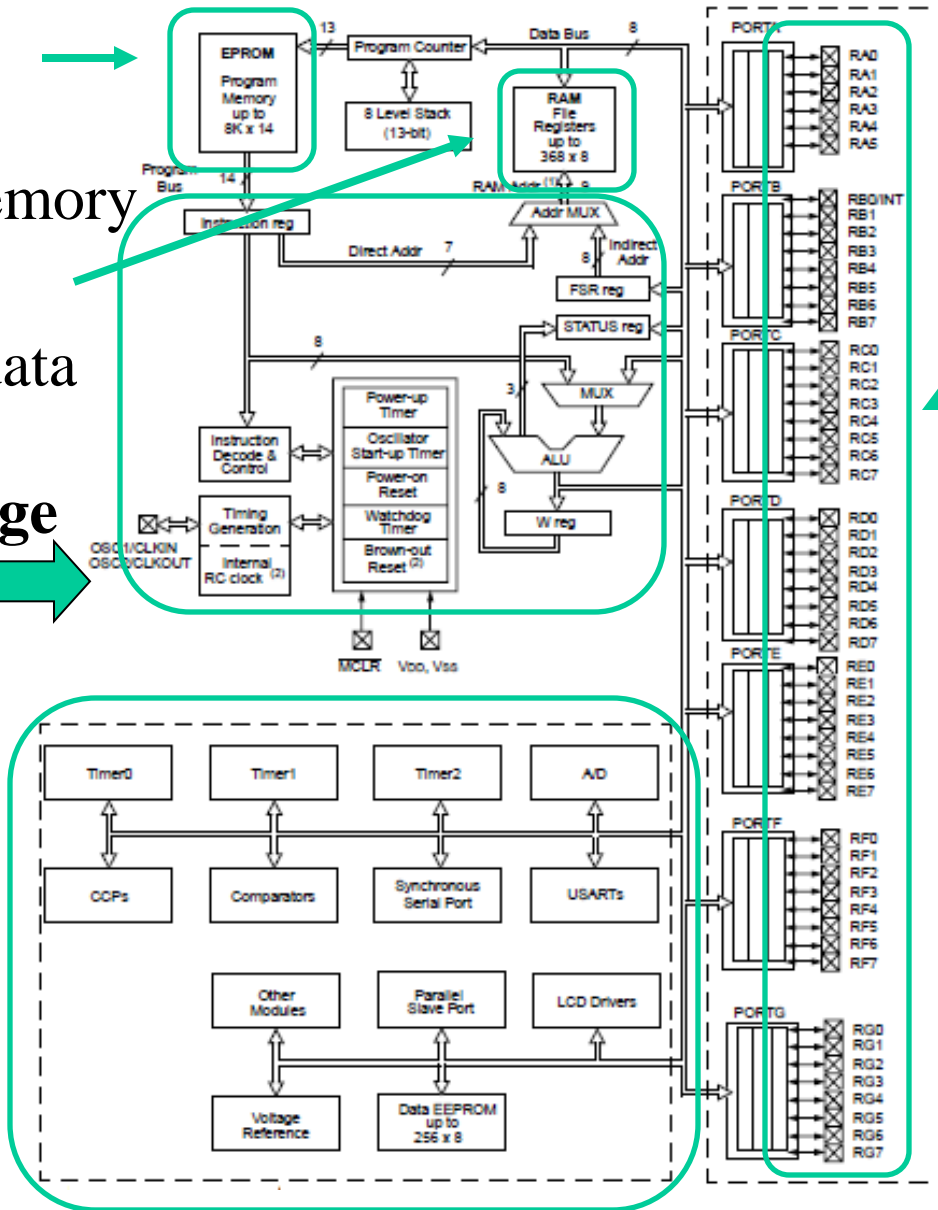 EPROM
Program
Memory
up to
8K x 14
13
Program Counter
8 Level Stack
(13-bit)
Data Bus
8
RAM
File
Registers
up to
368 x 8
Program
Bus
14
RAM Addr (1)
9
emory
Instruction reg
Addr MUX
Direct Addr
7
8
Indirect
Addr
FSR reg
STATUS reg
8
ata
3
MUX
Power-up
Timer
Oscillator
Start-up Timer
Power-on
Reset
Watchdog
Timer
Brown-out
Reset (2)
Instruction
Decode &
Control
ALU
8
W reg
ge
Timing
Generation
Internal
RC clock (2)
OSC1/CLKIN
OSC2/CLKOUT
MCLR
VDD, VSS
Timer0
Timer1
Timer2
A/D
CCPs
Comparators
Synchronous
Serial Port
USARTs
Other
Modules
Parallel
Slave Port
LCD Drivers
Voltage
Reference
Data EEPROM
up to
256 x 8
PORTA
RA0
RA1
RA2
RA3
RA4
RA5
PORTB
RB0/INT
RB1
RB2
RB3
RB4
RB5
RB6
RB7
PORTC
RC0
RC1
RC2
RC3
RC4
RC5
RC6
RC7
PORTD
RD0
RD1
RD2
RD3
RD4
RD5
RD6
RD7
PORTE
RE0
RE1
RE2
RE3
RE4
RE5
RE6
RE7
PORTF
RF0
RF1
RF2
RF3
RF4
RF5
RF6
RF7
PORTG
RG0
RG1
RG2
RG3
RG4
RG5
RG6
RG7